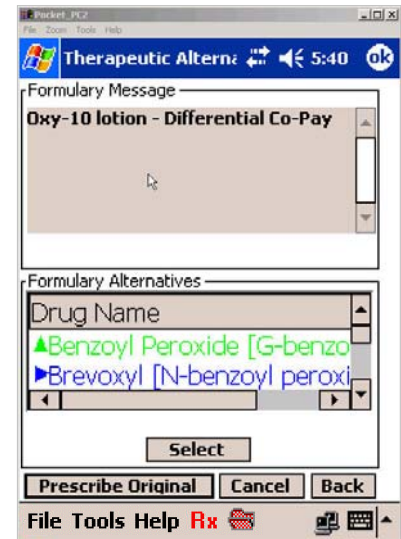 Pocket_PC2
File Zoom Tools Help
Therapeutic Alterna 5:40 ok
Formulary Message
Oxy-10 lotion - Differential Co-Pay
Formulary Alternatives
Drug Name
Benzoyl Peroxide [G-benzo
Brevoxyl [N-benzoyl peroxi
Select
Prescribe Original Cancel Back
File Tools Help Rx